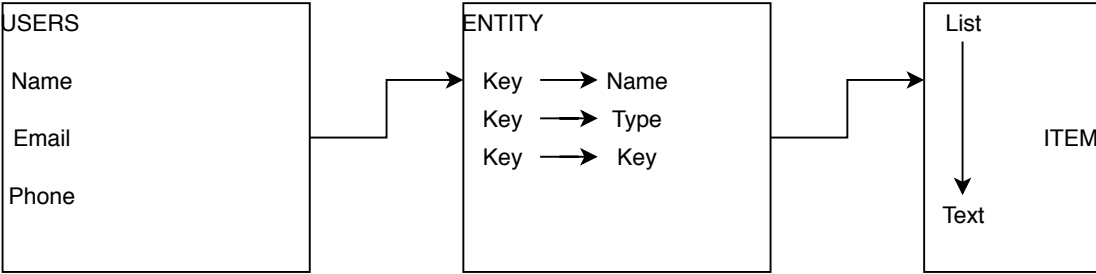 USERS
Name
Email
Phone
ENTITY
Key Name
Key Type
Key Key
List
ITEM
Text